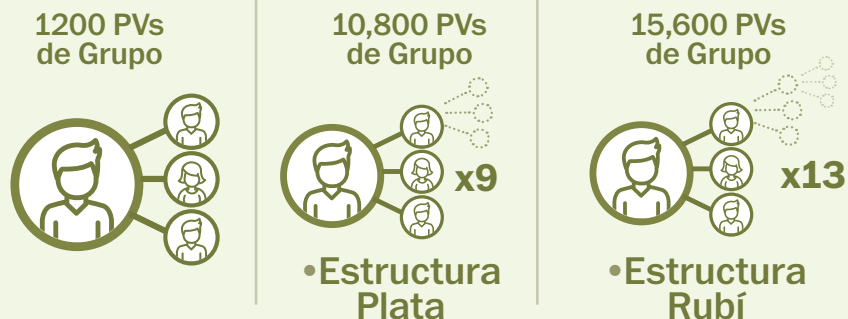 1200 PVs
de Grupo
10,800 PVs
de Grupo
x9
•Estructura
Plata
15,600 PVs
de Grupo
x13
•Estructura
Rubí